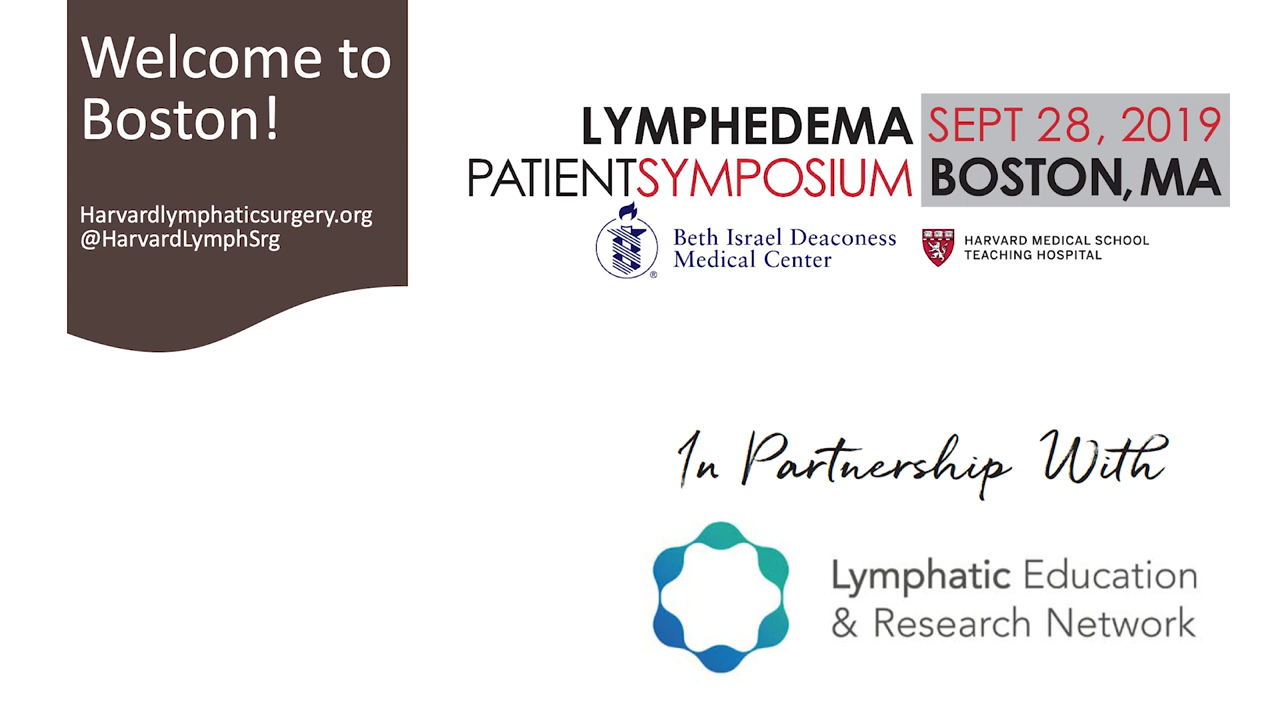 Welcome to
Boston!
Harvardlymphaticsurgery.org
@HarvardLymphSrg
LYMPHEDEMA SEPT 28, 2019
PATIENTSYMPOSIUM BOSTON, MA
Beth Israel Deaconess
Medical Center
®
HARVARD MEDICAL SCHOOL
TEACHING HOSPITAL
In Partnership With
Lymphatic Education
& Research Network